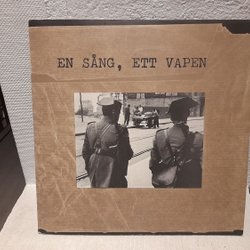 EN SÅNG, ETT VAPEN